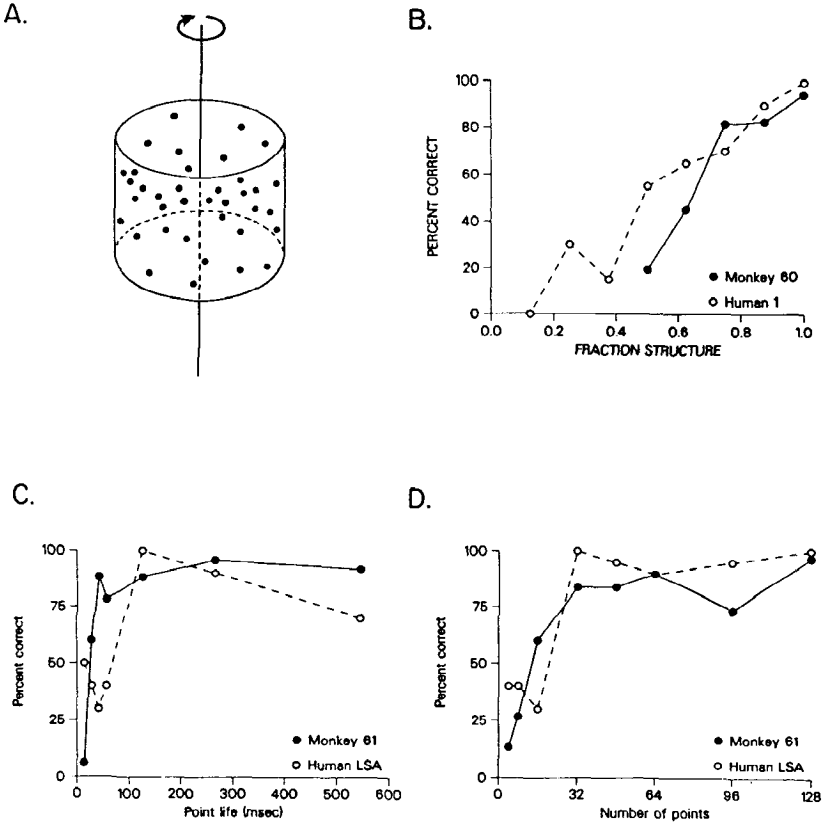 A.
B.
100
80
60
40
20
0
PERCENT CORRECT
Monkey 60
Human 1
0.0 0.2 0.4 0.6 0.8 1.0
FRACTION STRUCTURE
C.
100
75
50
25
0
Percent correct
Monkey 61
Human LSA
0 100 200 300 400 500 600
Point life (msec)
D.
100
75
50
25
0
Percent correct
Monkey 61
Human LSA
0 32 64 96 128
Number of points